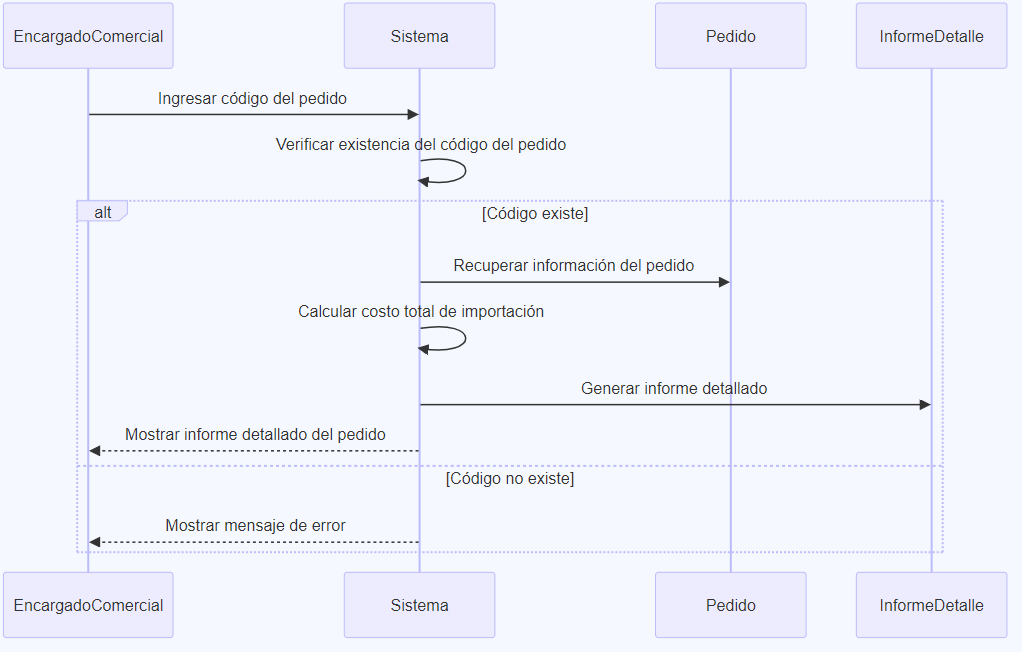 EncargadoComercial
Sistema
Pedido
InformeDetalle
Ingresar código del pedido
Verificar existencia del código del pedido
alt
[Código existe]
Recuperar información del pedido
Calcular costo total de importación
Generar informe detallado
Mostrar informe detallado del pedido
[Código no existe]
Mostrar mensaje de error
EncargadoComercial
Sistema
Pedido
InformeDetalle